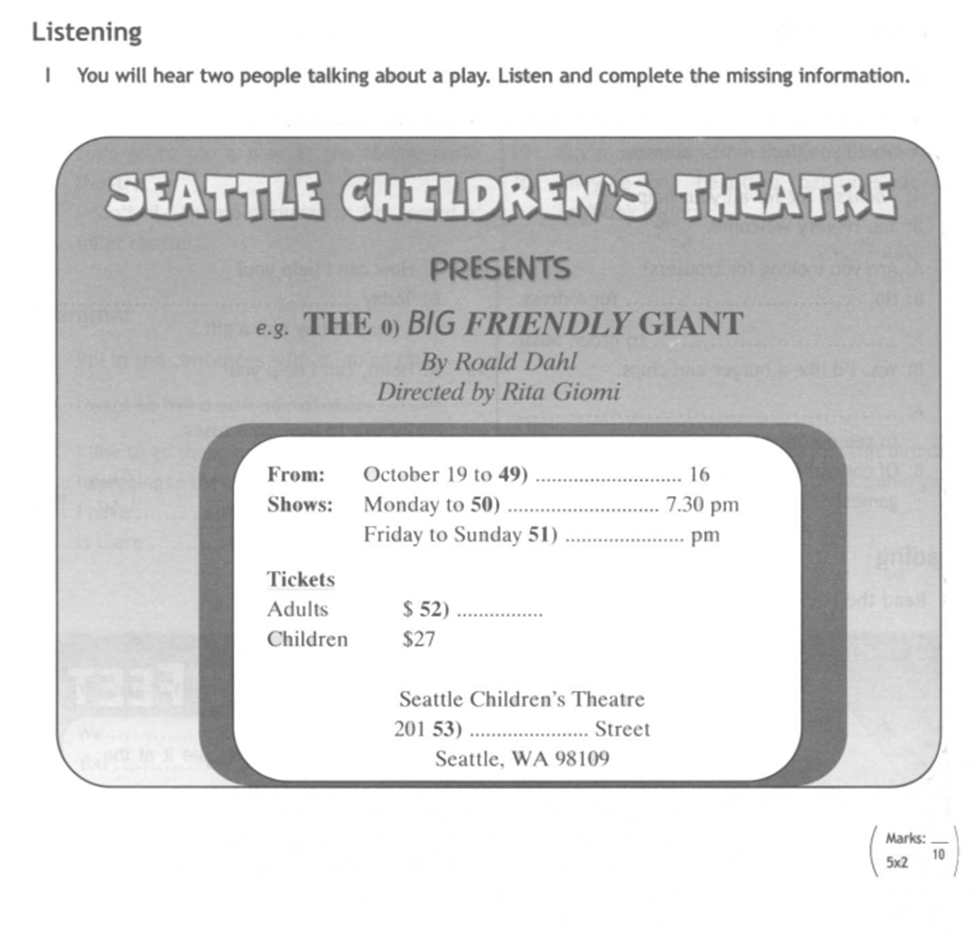 Listening
I You will hear two people talking about a play. Listen and complete the missing information.
SEATTLE CHILDREN'S THEATRE
PRESENTS
e.g. THE 0) BIG FRIENDLY GIANT
By Roald Dahl
Directed by Rita Giomi
From: October 19 to 49) .......................... 16
Shows: Monday to 50) ........................... 7.30 pm
Friday to Sunday 51) ..................... pm
Tickets
Adults $ 52) ...............
Children $27
Seattle Children's Theatre
201 53) ..................... Street
Seattle, WA 98109
Marks: __
5x2 10